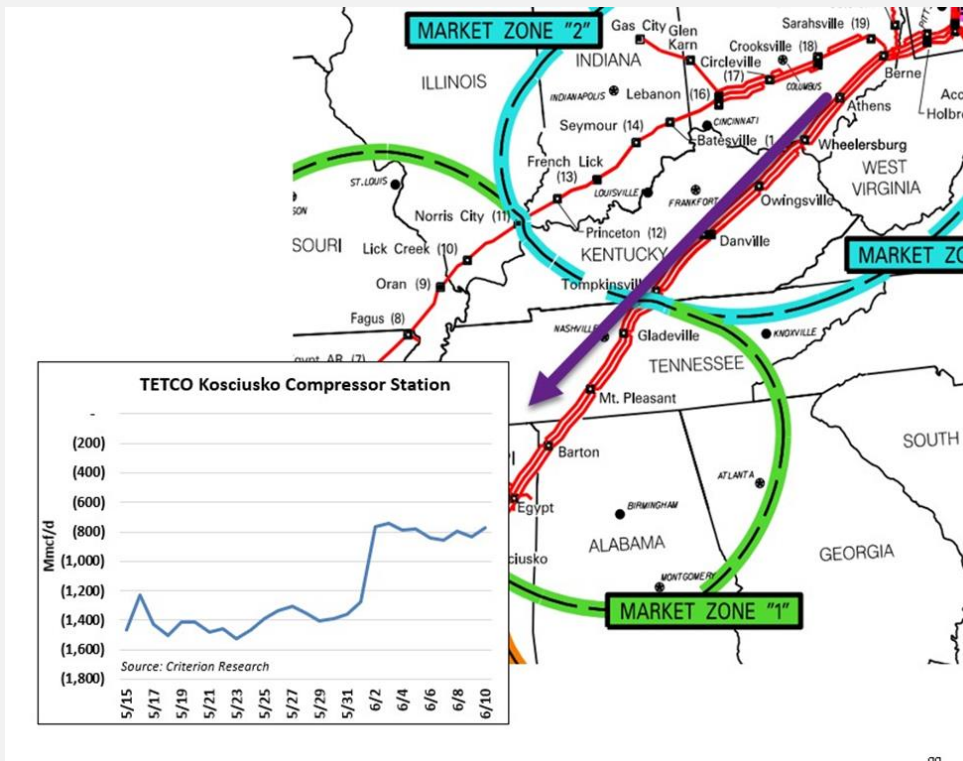 MARKET ZONE "2"
Gas City
Glen
Karn
Sarahsville (19)
Crooksville (18)
Circleville
(17)
INDIANA
ILLINOIS
INDIANAPOLIS
Lebanon (16)
COLUMBUS
Berne
Athens
Holbr
Seymour (14)
CINCINNATI
Batesville (1
Wheelersburg
French Lick
(13)
LOUISVILLE
FRANKFORT
WEST
VIRGINIA
Owingsville
ST.LOUIS
SON
Norris City (11)
Princeton (12)
SOURI
Lick Creek (10)
KENTUCKY
Danville
MARKET ZO
Oran (9)
Tompkinsvil
Fagus (8)
NASHVILLE
Gladeville
KNOXVILLE
TENNESSEE
Mt. Pleasant
Barton
SOUTH
ATLANTA
Egypt
BIRMINGHAM
ciusko
ALABAMA
GEORGIA
MONTGOMERY
MARKET ZONE "1"
TETCO Kosciusko Compressor Station
Mmcf/d
-
(200)
(400)
(600)
(800)
(1,000)
(1,200)
(1,400)
(1,600)
(1,800)
Source: Criterion Research
5/15
5/17
5/19
5/21
5/23
5/25
5/27
5/29
5/31
6/2
6/4
6/6
6/8
6/10